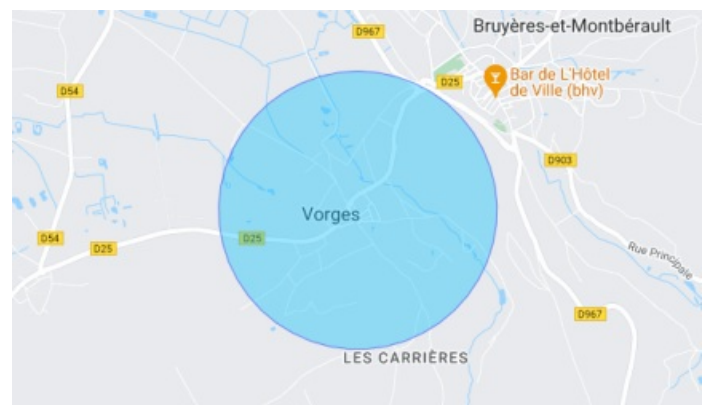 Bruyères-et-Montbérault
D967
D25
Bar de L'Hôtel
de Ville (bhv)
D54
D903
Vorges
D54
D25
D25
Rue Principale
D967
LES CARRIÈRES